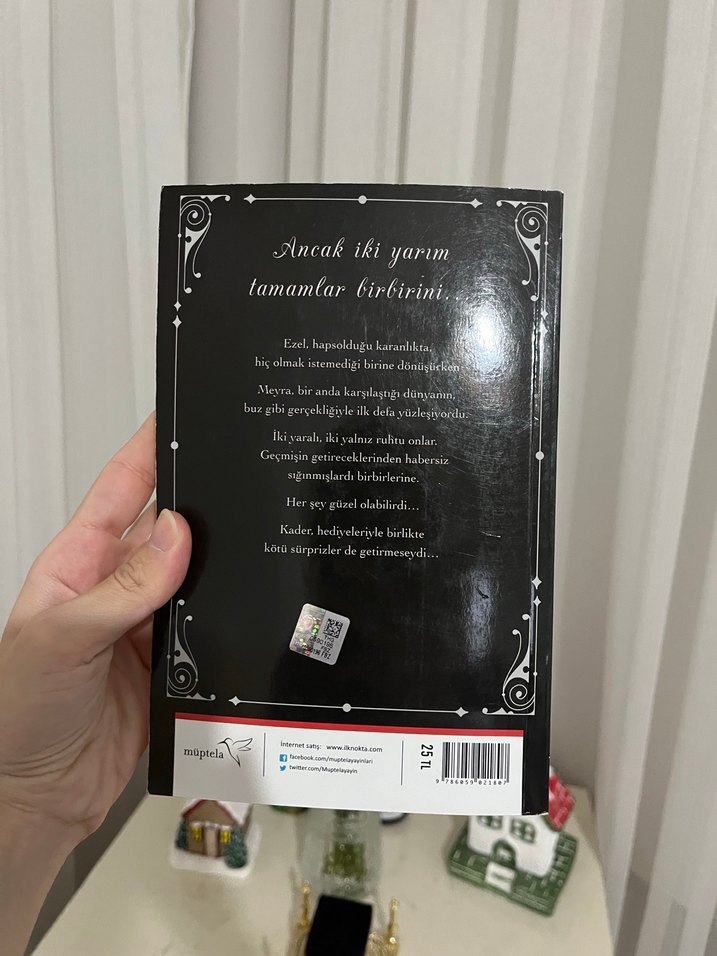 Ancak iki yarım
tamamlar birbirini...
Ezel, hapsolduğu karanlıkta,
hiç olmak istemediği birine dönüşürken
Meyra, bir anda karşılaştığı dünyanın,
buz gibi gerçekliğiyle ilk defa yüzleşiyordu.
İki yaralı, iki yalnız ruhtu onlar.
Geçmişin getireceklerinden habersiz
sığınmışlardı birbirlerine.
Her şey güzel olabilirdi...
Kader, hediyeleriyle birlikte
kötü sürprizler de getirmeseydi...
müptela
İnternet satış: www.ilknokta.com
facebook.com/muptelayayinlari
twitter.com/Muptelayayin
25 TL
9 786059 021807